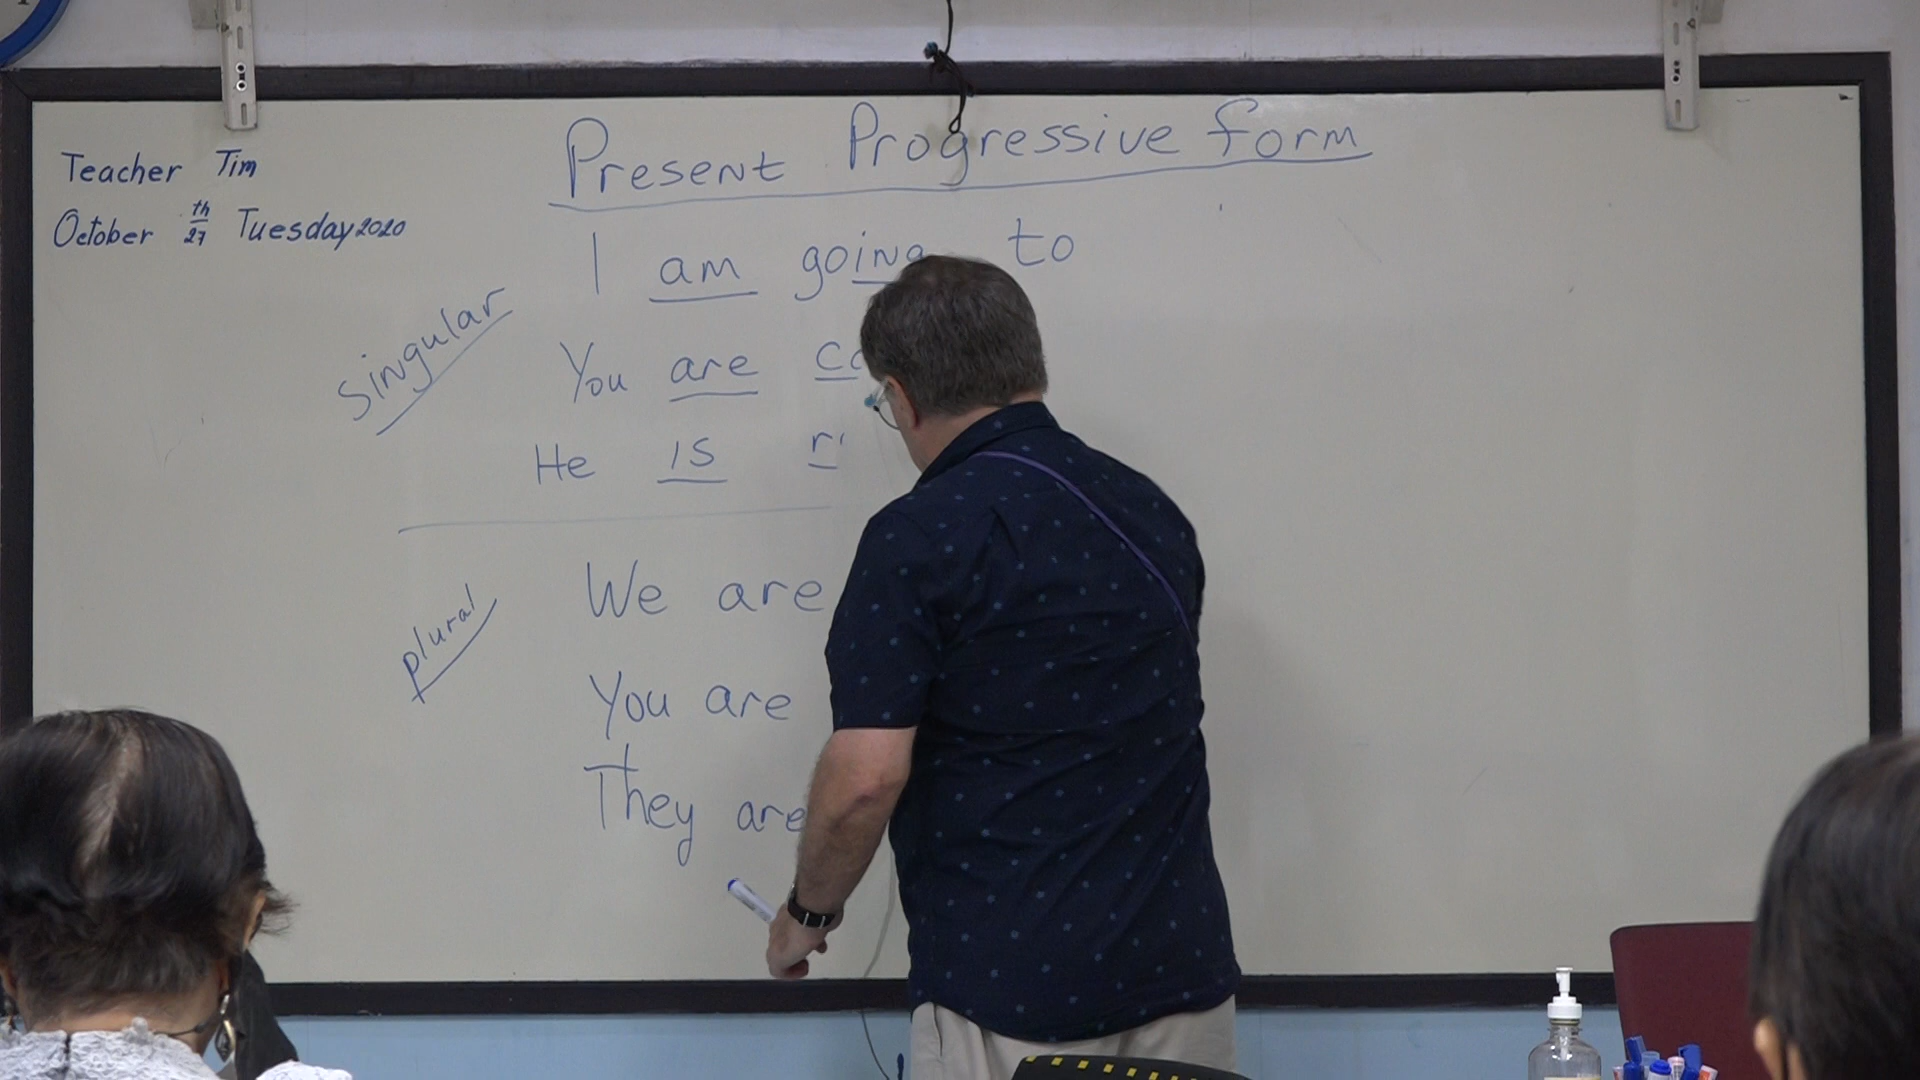 Present Progressive form
Teacher Tim
October 27th Tuesday 2020
I am going to
Singular
You are
He is
We are
plural
You are
They are